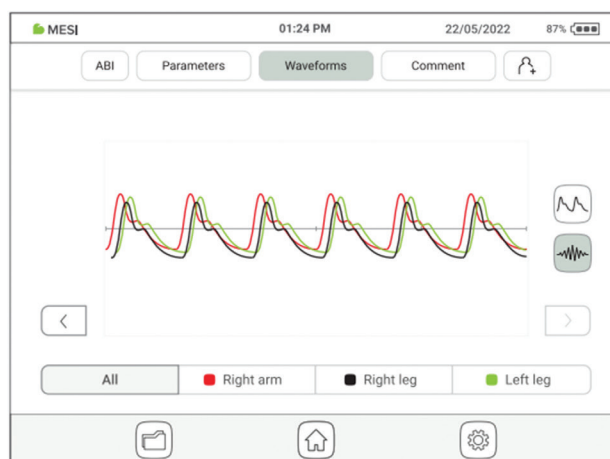 MESI 01:24 PM 22/05/2022 87%
ABI Parameters Waveforms Comment
All Right arm Right leg Left leg